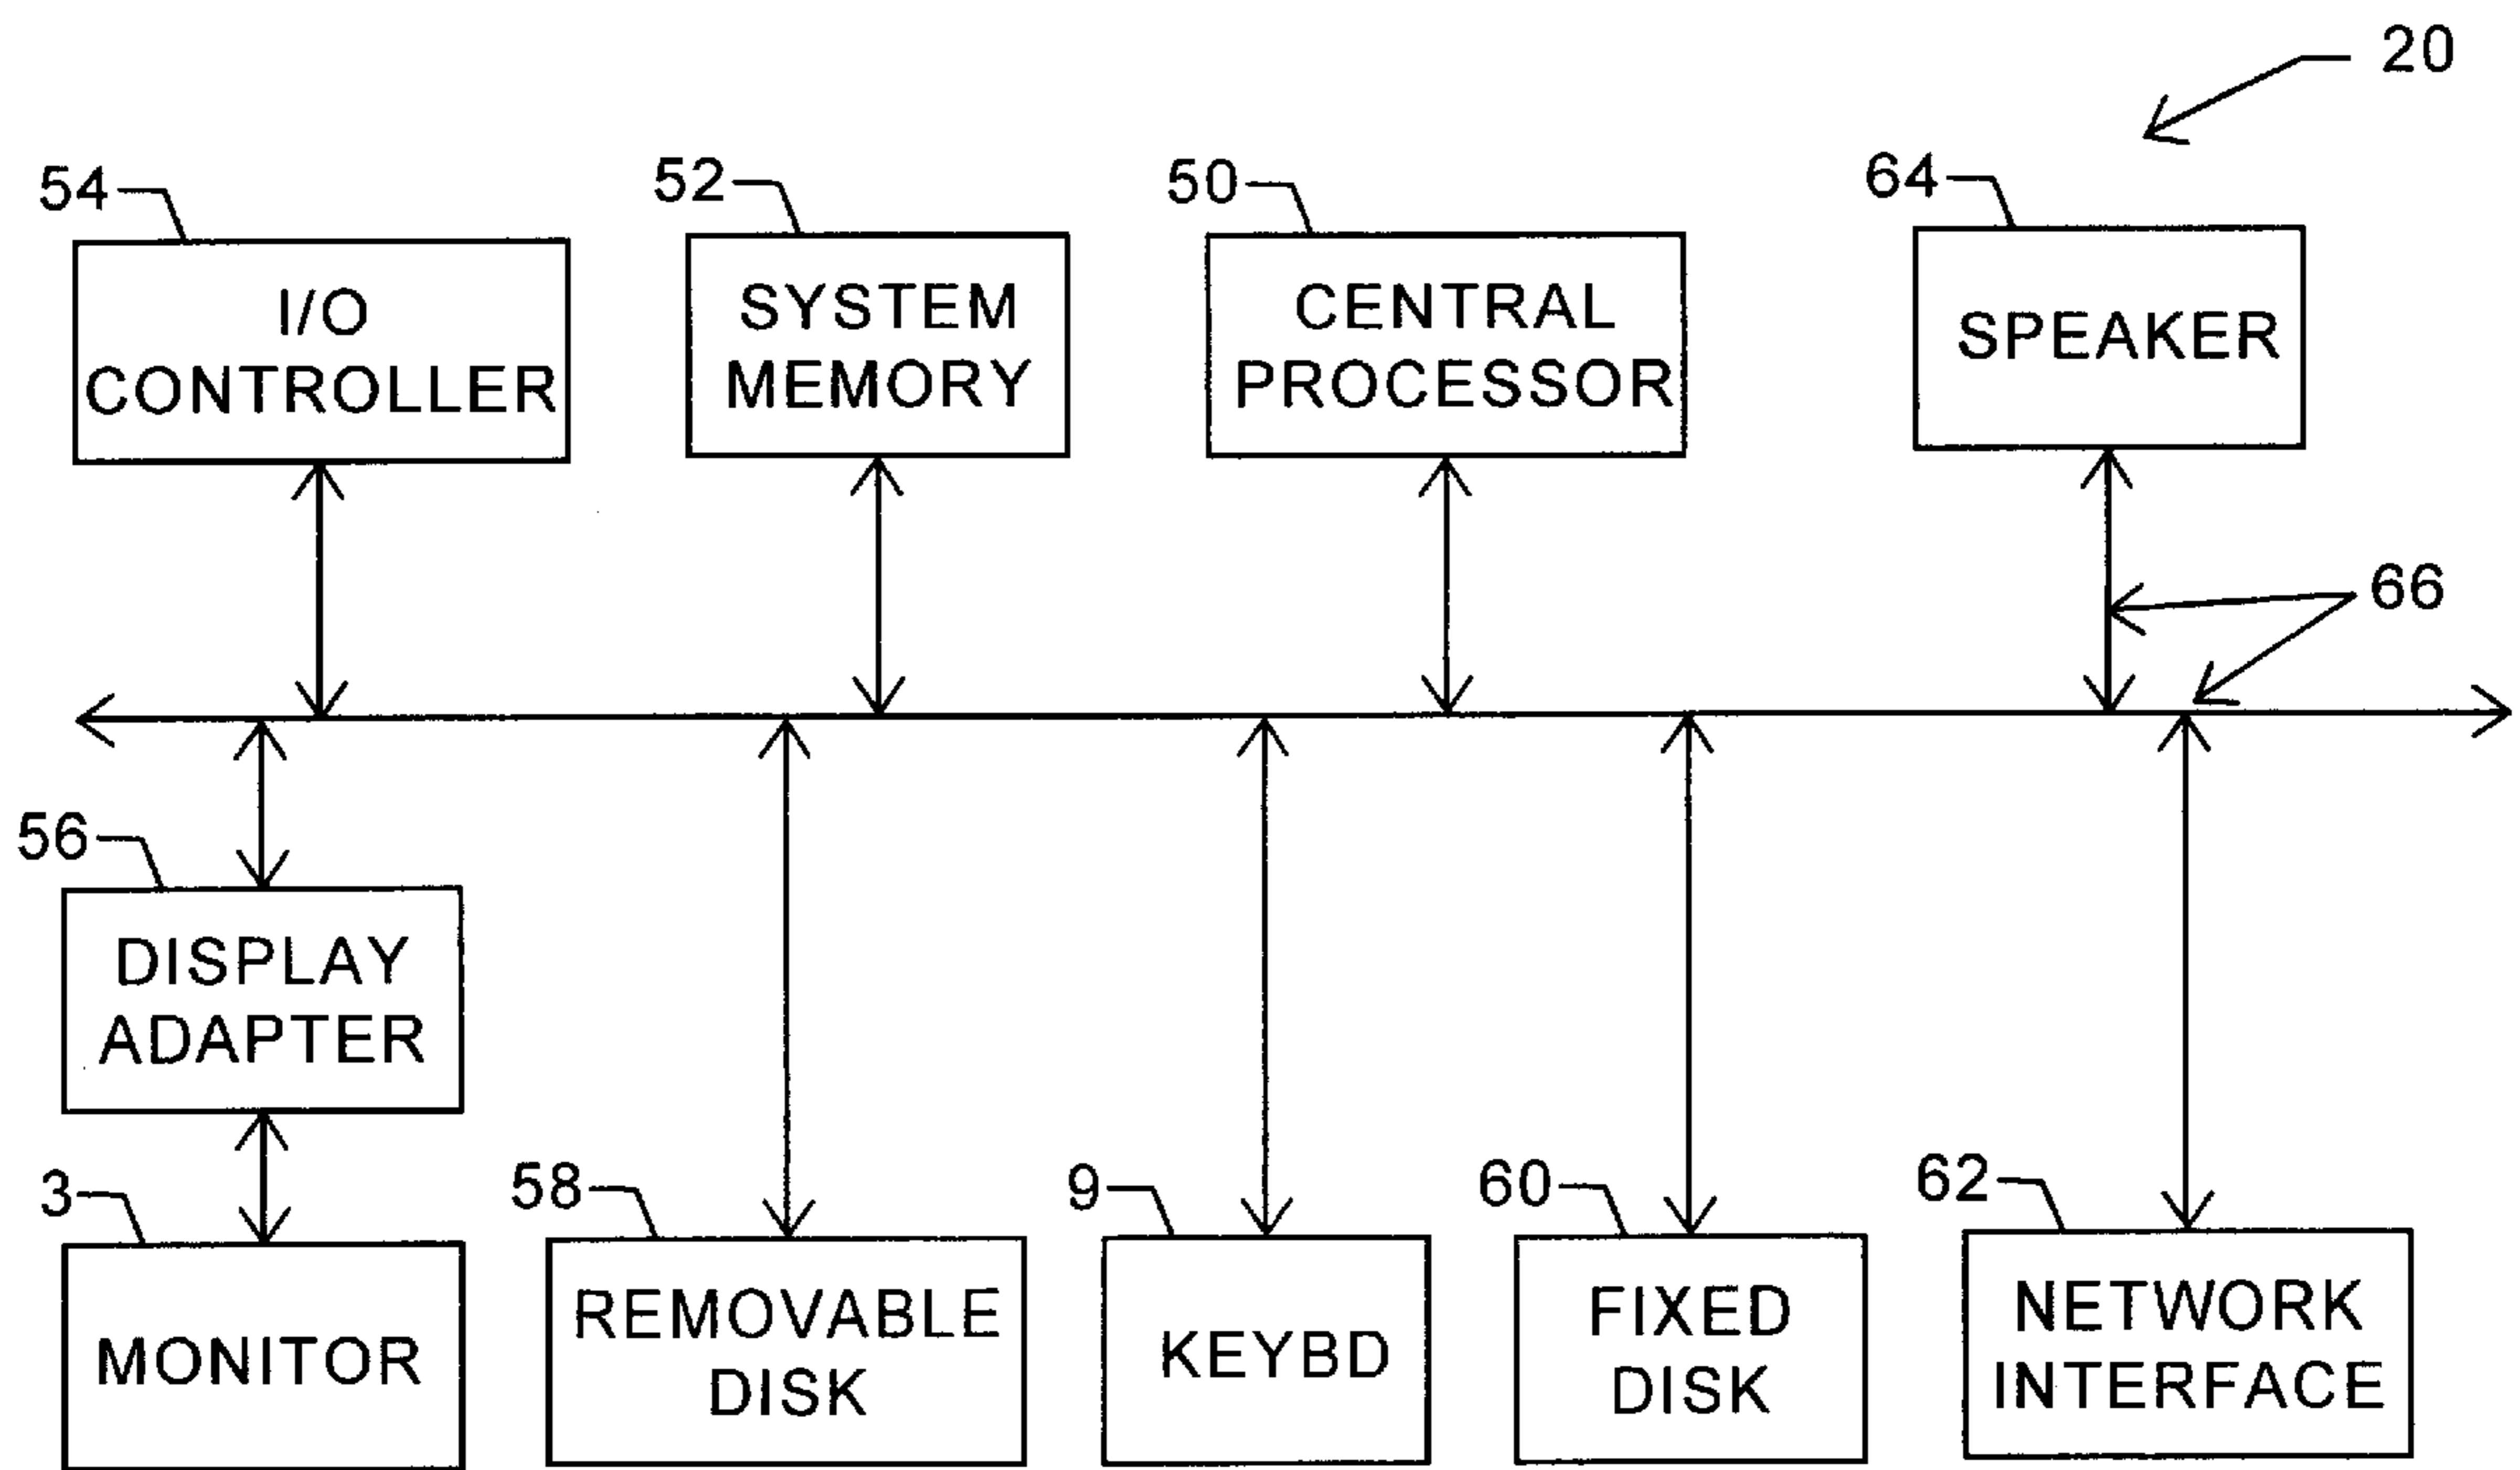 20
54
52
50
64
I/O
CONTROLLER
SYSTEM
MEMORY
CENTRAL
PROCESSOR
SPEAKER
66
56
DISPLAY
ADAPTER
3
58
9
60
62
MONITOR
REMOVABLE
DISK
KEYBD
FIXED
DISK
NETWORK
INTERFACE